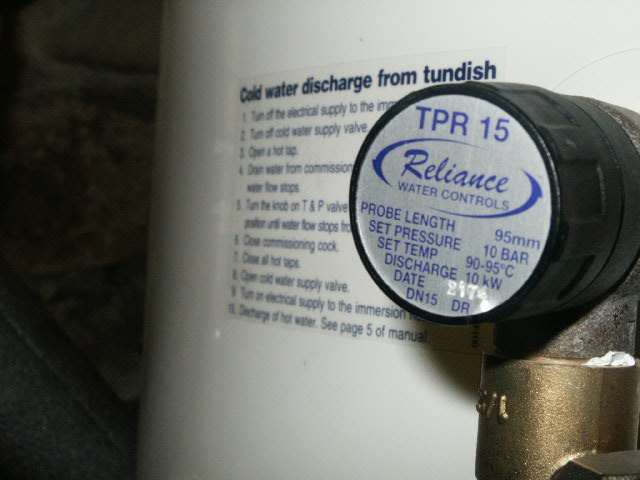 Cold water discharge from tundish
1. Turn off the electrical supply to the imm
2. Turn off cold water supply valve.
3. Open a hot tap.
4. Drain water from commission
water flow stops.
5. Turn the knob on T & P valve
position until water flow stops fro
6. Close commissioning cock.
7. Close all hot taps.
8. Open cold water supply valve.
9. Turn on electrical supply to the immersion
10. Discharge of hot water. See page 5 of manual.
TPR 15
Reliance
WATER CONTROLS
PROBE LENGTH 95mm
SET PRESSURE 10 BAR
SET TEMP 90-95°C
DISCHARGE 10 kW
DATE
DN15 DR